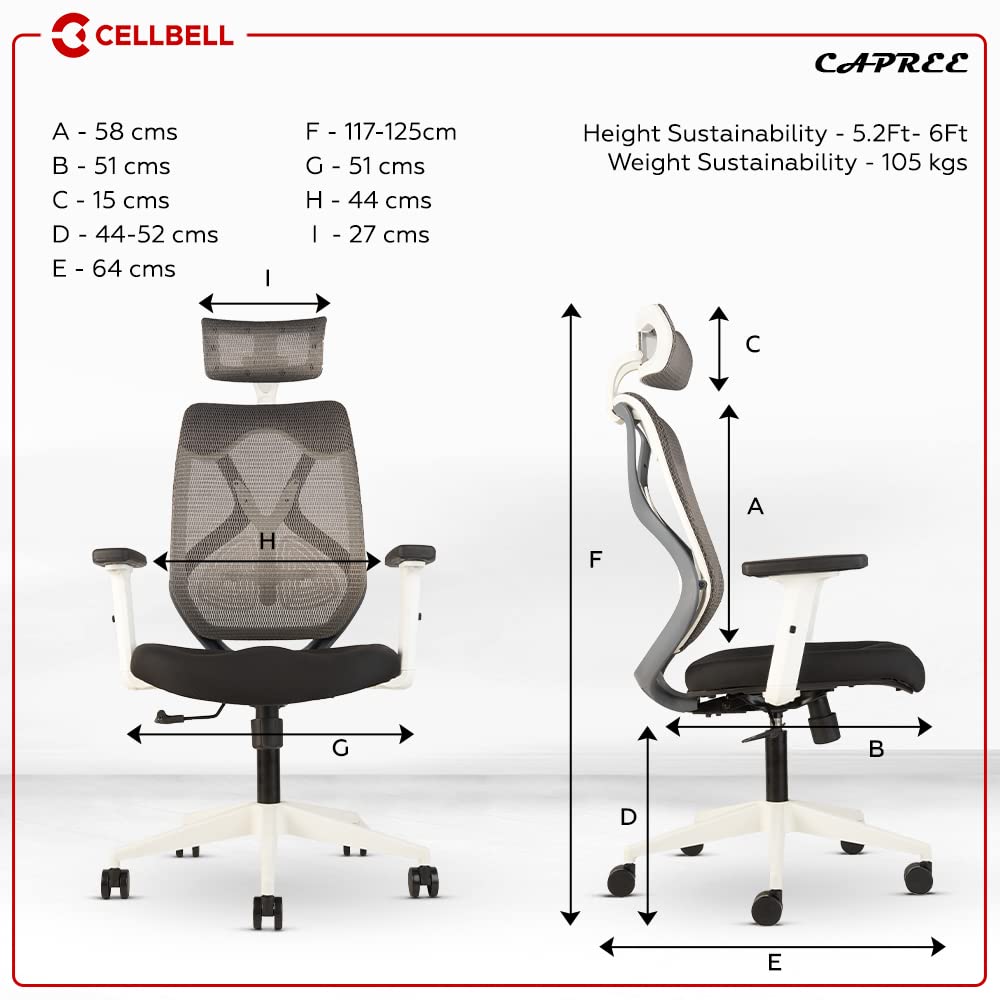 CELLBELL
CAPREE
A - 58 cms
B - 51 cms
C - 15 cms
D - 44-52 cms
E - 64 cms
F - 117-125cm
G - 51 cms
H - 44 cms
I - 27 cms
Height Sustainability - 5.2Ft- 6Ft
Weight Sustainability - 105 kgs
I
C
A
H
F
G
B
D
E